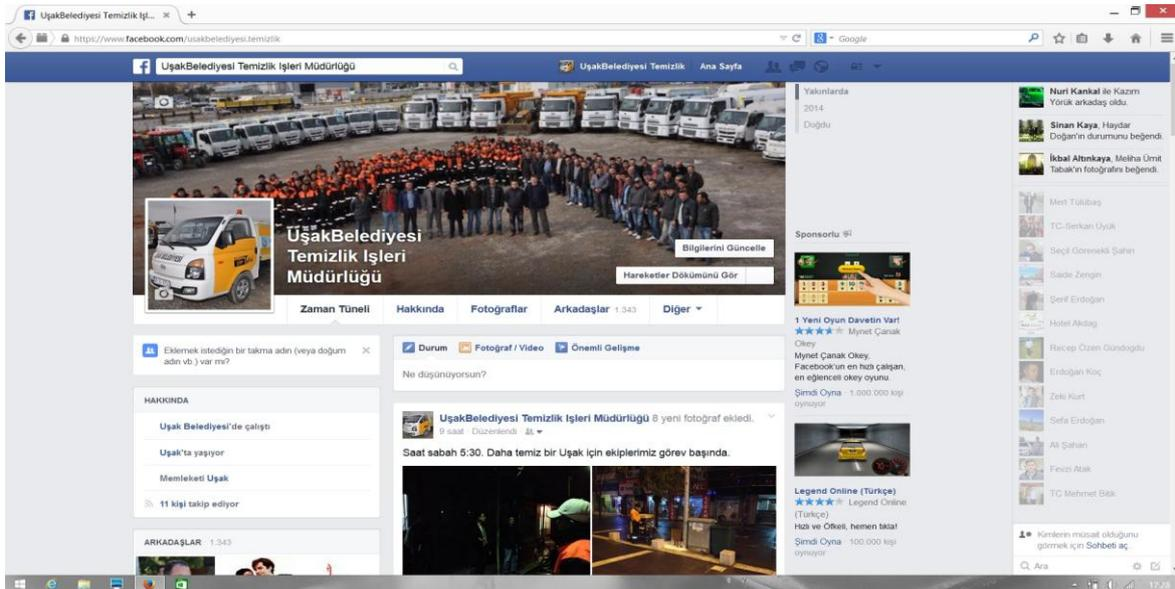 UşakBelediyesi Temizlik Işl...
https://www.facebook.com/usakbelediyesi.temizlik
Google
UşakBelediyesi Temizlik Işleri Müdürlüğü
UşakBelediyesi Temizlik
Ana Sayfa
UşakBelediyesi
Temizlik Işleri
Müdürlüğü
Bilgilerini Güncelle
Hareketler Dökümünü Gör
Zaman Tüneli
Hakkında
Fotoğraflar
Arkadaşlar 1.343
Diğer
Eklemek istediğin bir takma adın (veya doğum
adın vb.) var mı?
HAKKINDA
Uşak Belediyesi'de çalıştı
Uşak'ta yaşıyor
Memleketi Uşak
11 kişi takip ediyor
ARKADAŞLAR · 1.343
Durum
Fotoğraf / Video
Önemli Gelişme
Ne düşünüyorsun?
UşakBelediyesi Temizlik Işleri Müdürlüğü 8 yeni fotoğraf ekledi.
9 saat · Düzenlendi ·
Saat sabah 5:30. Daha temiz bir Uşak için ekiplerimiz görev başında.
Yakınlarda
2014
Doğdu
Sponsorlu
1 Yeni Oyun Davetin Var!
Mynet Çanak
Okey
Mynet Çanak Okey,
Facebook'un en hızlı çalışan,
en eğlenceli okey oyunu.
Şimdi Oyna · 1.000.000 kişi
oynuyor
Legend Online (Türkçe)
Legend Online
(Türkçe)
Hızlı ve Öfkeli, hemen tıkla!
Şimdi Oyna · 100.000 kişi
oynuyor
Nuri Kankal ile Kazım
Yörük arkadaş oldu.
Sinan Kaya, Haydar
Doğan'ın durumunu beğendi.
İkbal Altınkaya, Meliha Ümit
Tabak'ın fotoğrafını beğendi.
Mert Tülübaş
TC-Serkan Üyük
Seçil Görenekli Şahin
Saide Zengin
Şerif Erdoğan
Hotel Akdag
Recep Özen Gündogdu
Erdoğan Koç
Zeki Kurt
Sefa Erdoğan
Ali Şahan
Fevzi Atak
TC Mehmet Bitik
Kimlerin müsait olduğunu
görmek için Sohbeti aç.
Ara